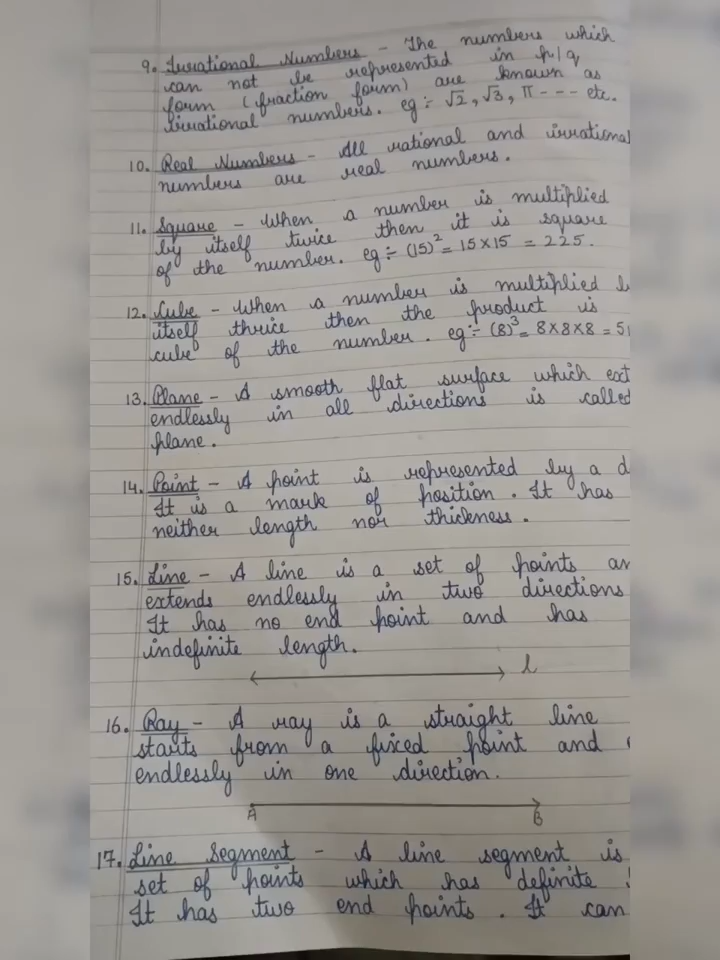 9. Irrational Numbers - The numbers which
can not be represented in p/q
form (fraction form) are known as
irrational numbers. eg ÷ √2, √3, π --- etc.
10. Real Numbers - All rational and irrational
numbers are real numbers.
11. Square - When a number is multiplied
by itself twice then it is square
of the number. eg ÷ (15)² = 15×15 = 225.
12. Cube - When a number is multiplied b
itself thrice then the product is
cube of the number. eg ÷ (8)³ = 8×8×8 = 51
13. Plane - A smooth flat surface which ext
endlessly in all directions is called
plane.
14. Point - A point is represented by a d
It is a mark of position. It has
neither length nor thickness.
15. Line - A line is a set of points an
extends endlessly in two directions
It has no end point and has
indefinite length.
l
16. Ray - A ray is a straight line
starts from a fixed point and
endlessly in one direction.
A B
17. Line Segment - A line segment is
set of points which has definite
It has two end points. It can